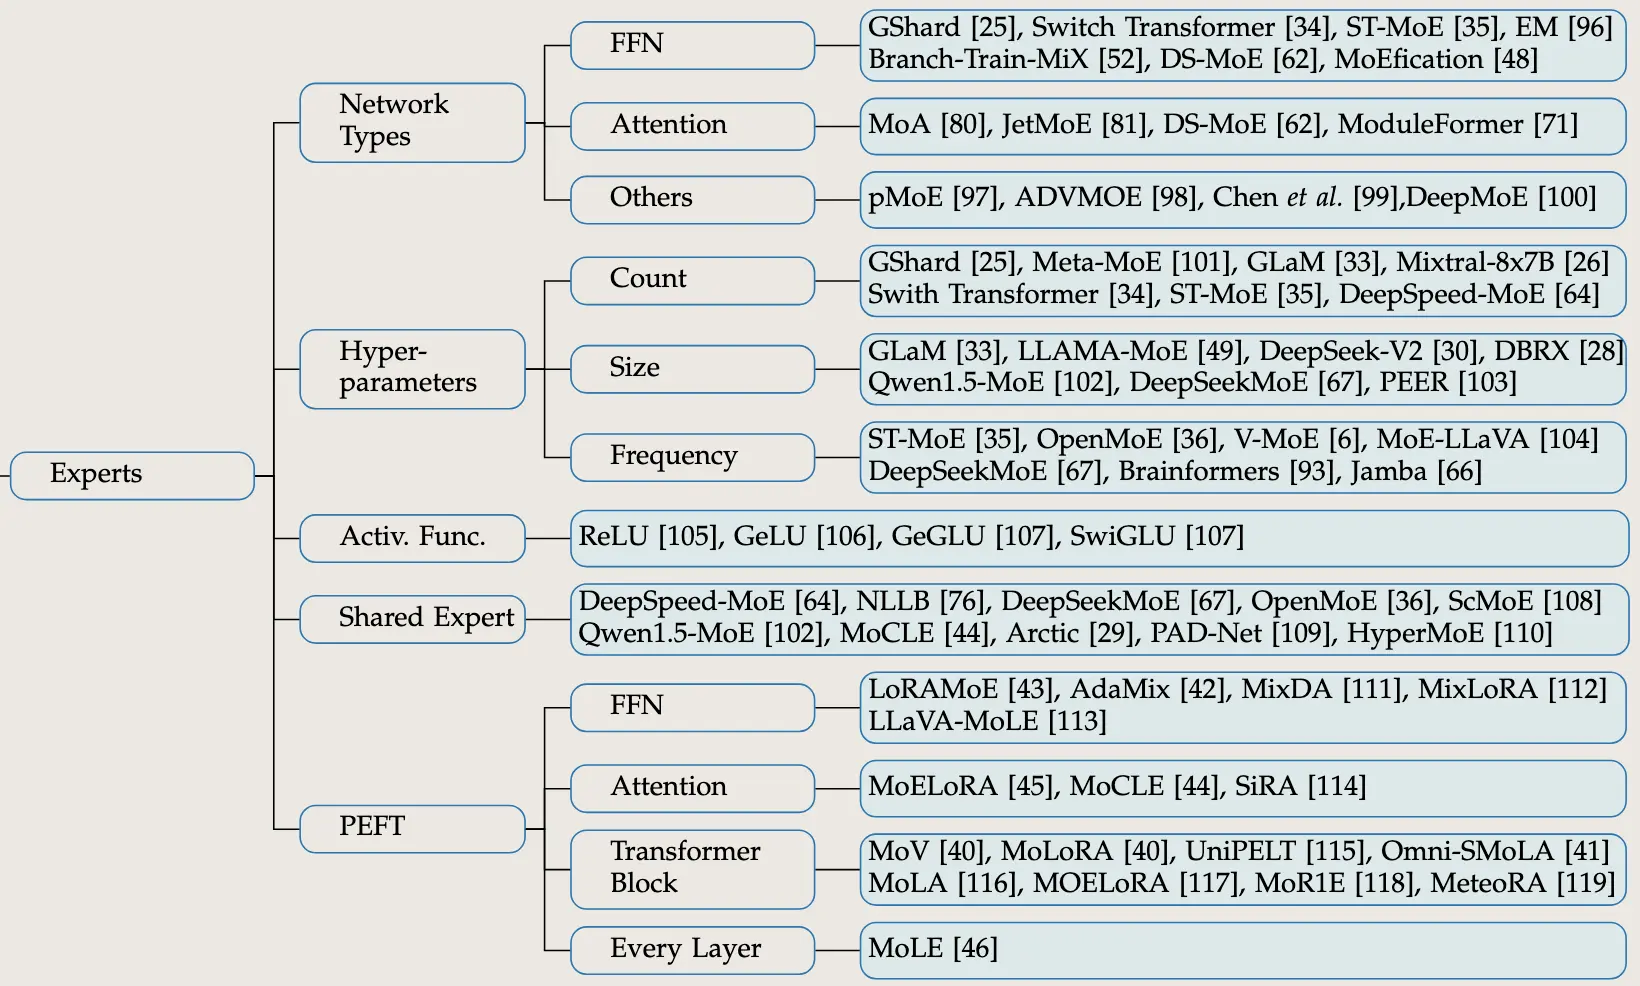 Experts
Network
Types
FFN
GShard [25], Switch Transformer [34], ST-MoE [35], EM [96]
Branch-Train-MiX [52], DS-MoE [62], MoEfication [48]
Attention
MoA [80], JetMoE [81], DS-MoE [62], ModuleFormer [71]
Others
pMoE [97], ADVMOE [98], Chen et al. [99],DeepMoE [100]
Hyper-
parameters
Count
GShard [25], Meta-MoE [101], GLaM [33], Mixtral-8x7B [26]
Swith Transformer [34], ST-MoE [35], DeepSpeed-MoE [64]
Size
GLaM [33], LLAMA-MoE [49], DeepSeek-V2 [30], DBRX [28]
Qwen1.5-MoE [102], DeepSeekMoE [67], PEER [103]
Frequency
ST-MoE [35], OpenMoE [36], V-MoE [6], MoE-LLaVA [104]
DeepSeekMoE [67], Brainformers [93], Jamba [66]
Activ. Func.
ReLU [105], GeLU [106], GeGLU [107], SwiGLU [107]
Shared Expert
DeepSpeed-MoE [64], NLLB [76], DeepSeekMoE [67], OpenMoE [36], ScMoE [108]
Qwen1.5-MoE [102], MoCLE [44], Arctic [29], PAD-Net [109], HyperMoE [110]
PEFT
FFN
LoRAMoE [43], AdaMix [42], MixDA [111], MixLoRA [112]
LLaVA-MoLE [113]
Attention
MoELoRA [45], MoCLE [44], SiRA [114]
Transformer
Block
MoV [40], MoLoRA [40], UniPELT [115], Omni-SMoLA [41]
MoLA [116], MOELoRA [117], MoR1E [118], MeteoRA [119]
Every Layer
MoLE [46]